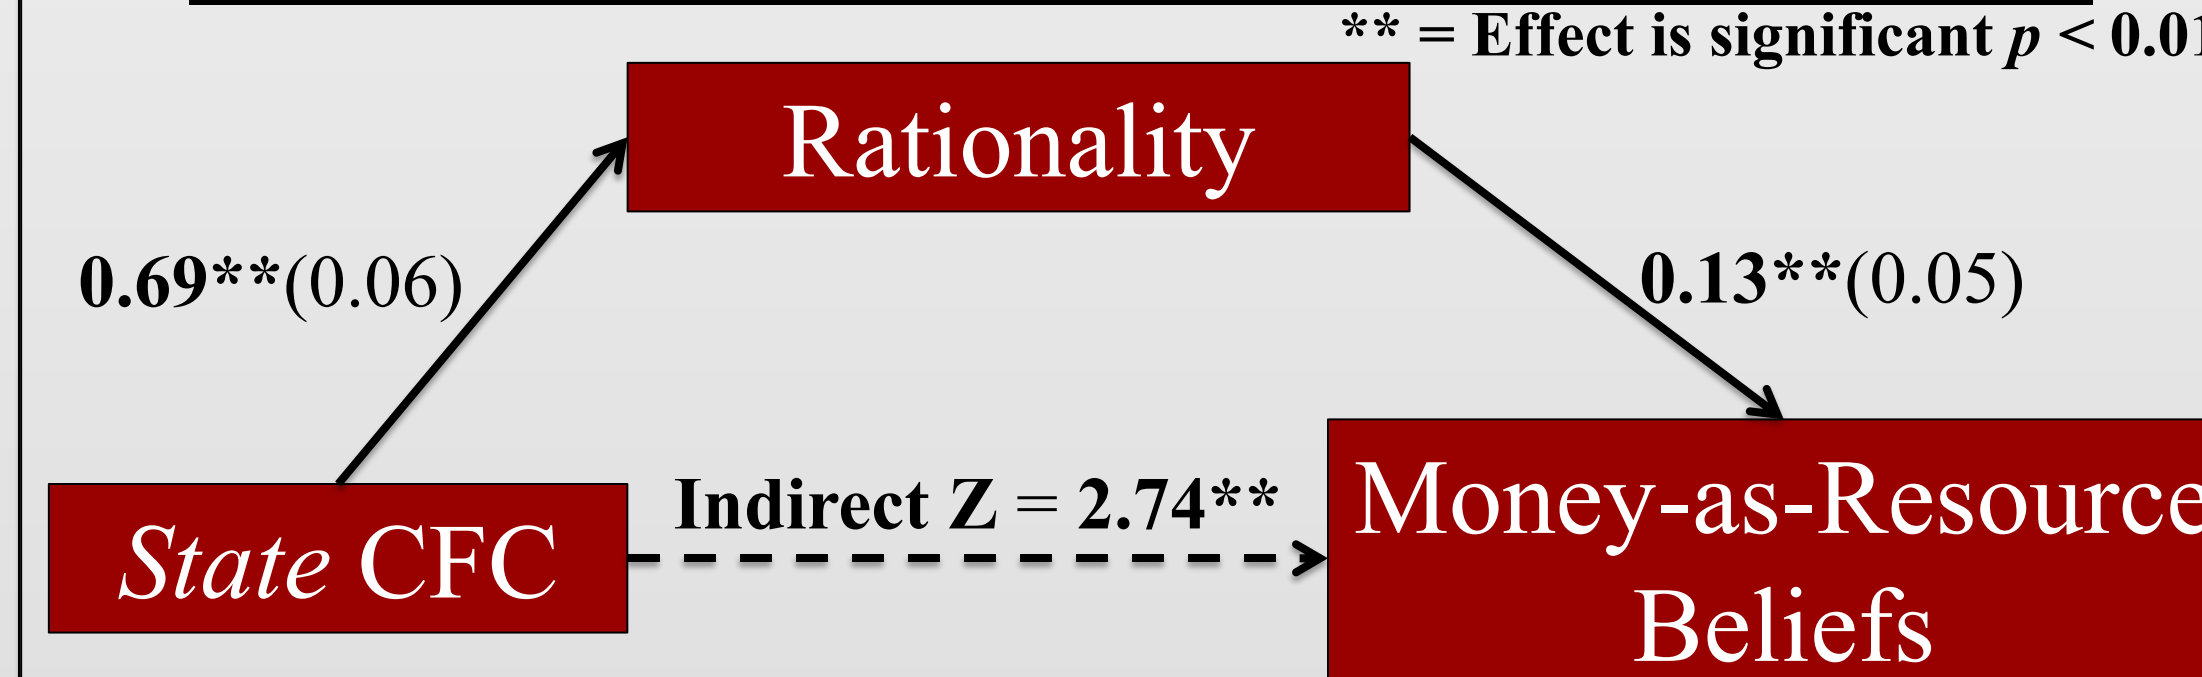 ** = Effect is significant p < 0.01
Rationality
0.69**(0.06)
0.13**(0.05)
Indirect Z = 2.74**
State CFC
Money-as-Resource
Beliefs